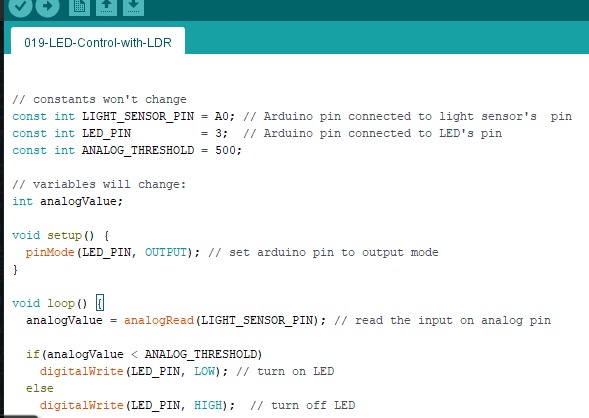 019-LED-Control-with-LDR
// constants won't change
const int LIGHT_SENSOR_PIN = A0; // Arduino pin connected to light sensor's  pin
const int LED_PIN          = 3;  // Arduino pin connected to LED's pin
const int ANALOG_THRESHOLD = 500;
// variables will change:
int analogValue;
void setup() {
  pinMode(LED_PIN, OUTPUT); // set arduino pin to output mode
}
void loop() {
  analogValue = analogRead(LIGHT_SENSOR_PIN); // read the input on analog pin
  if(analogValue < ANALOG_THRESHOLD)
    digitalWrite(LED_PIN, LOW); // turn on LED
  else
    digitalWrite(LED_PIN, HIGH);  // turn off LED